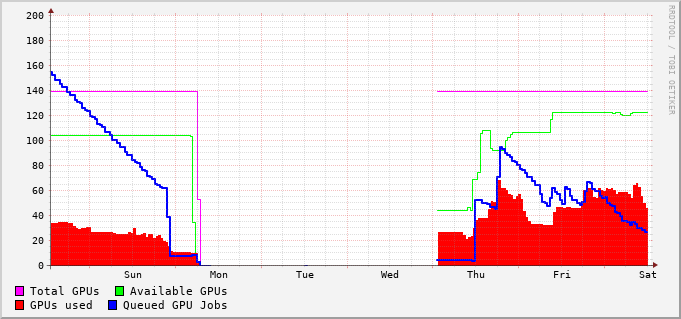 200
180
160
140
120
100
80
60
40
20
0
Sun Mon Tue Wed Thu Fri Sat
Total GPUs Available GPUs
GPUs used Queued GPU Jobs
RRDTOOL / TOBI OETIKER